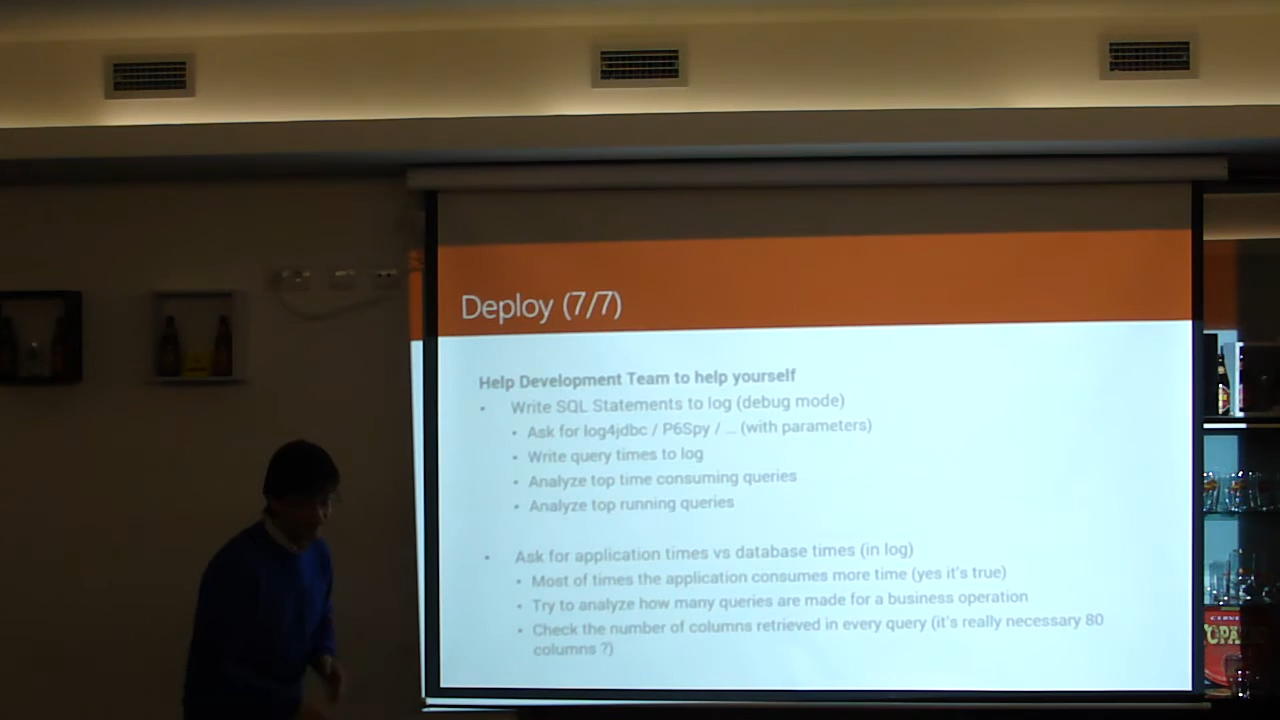 Deploy (7/7)
Help Development Team to help yourself
• Write SQL Statements to log (debug mode)
• Ask for log4jdbc / P6Spy / ... (with parameters)
• Write query times to log
• Analyze top time consuming queries
• Analyze top running queries
• Ask for application times vs database times (in log)
• Most of times the application consumes more time (yes it's true)
• Try to analyze how many queries are made for a business operation
• Check the number of columns retrieved in every query (it's really necessary 80
columns ?)